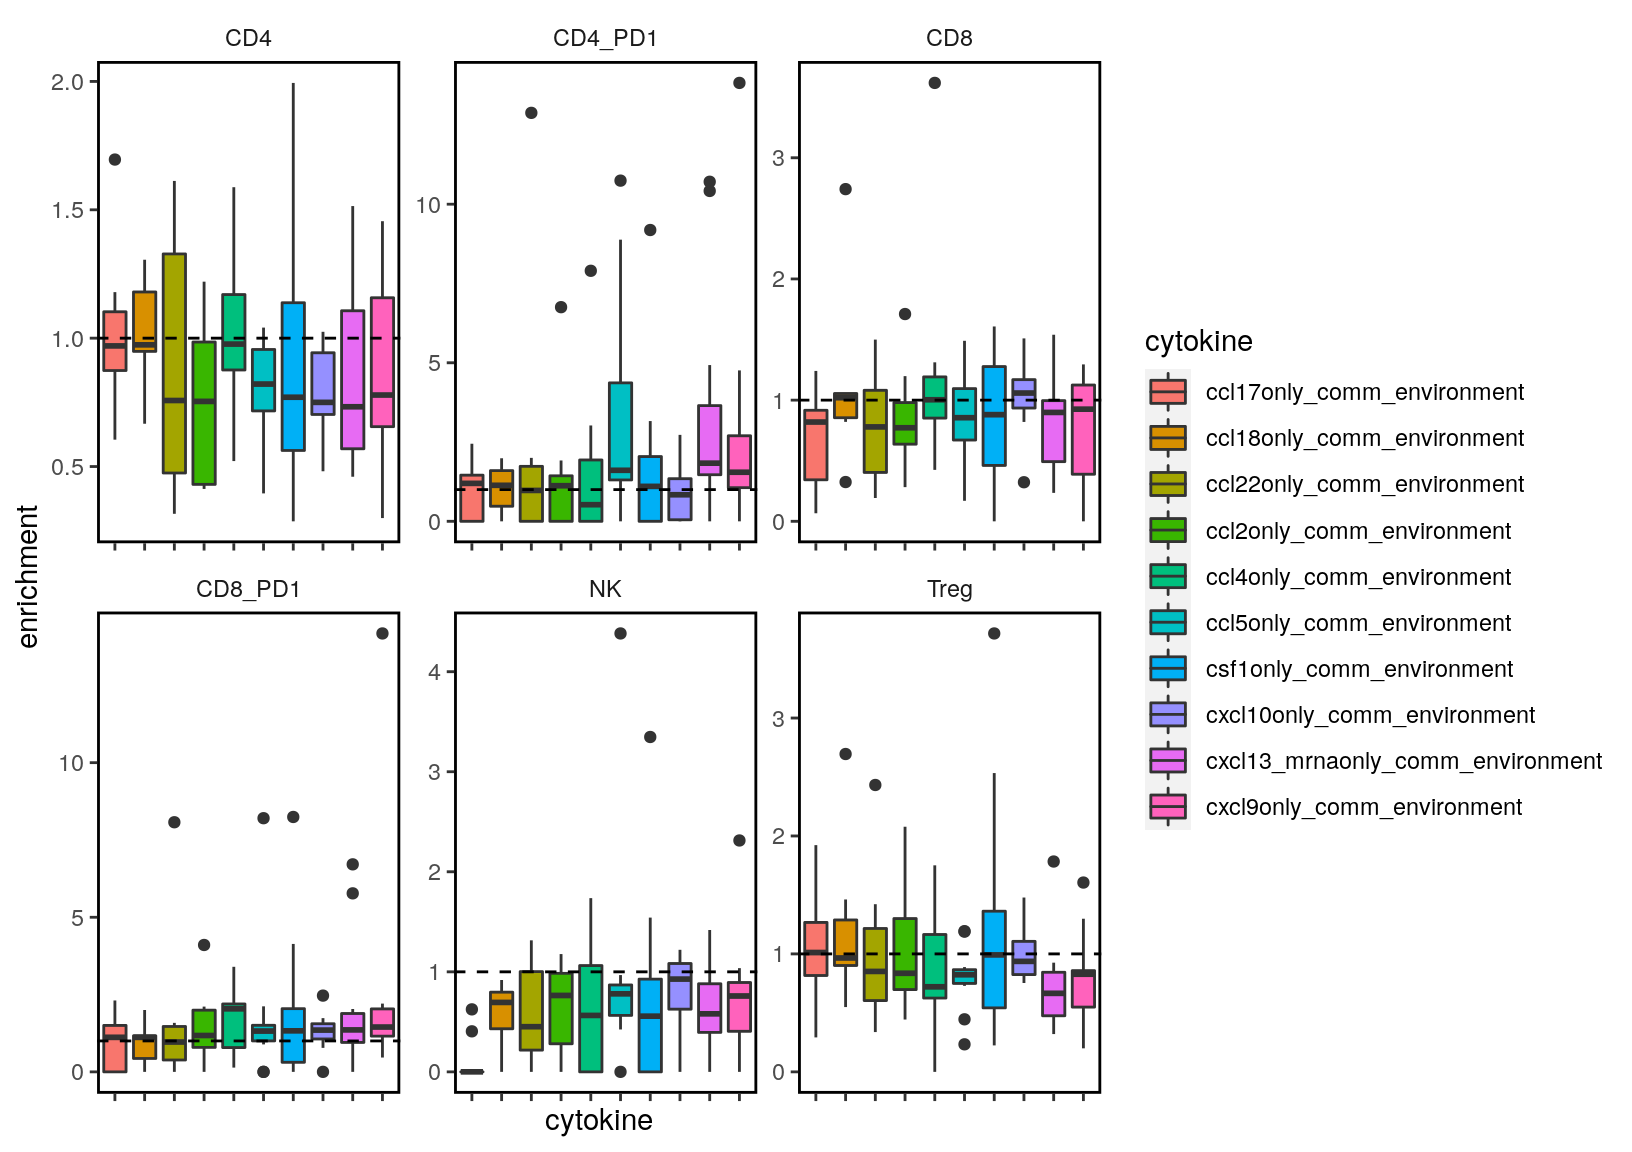 CD4
CD4_PD1
CD8
2.0
1.5
1.0
0.5
10
5
0
3
2
1
0
CD8_PD1
NK
Treg
10
5
0
4
3
2
1
0
3
2
1
0
enrichment
cytokine
cytokine
ccl17only_comm_environment
ccl18only_comm_environment
ccl22only_comm_environment
ccl2only_comm_environment
ccl4only_comm_environment
ccl5only_comm_environment
csf1only_comm_environment
cxcl10only_comm_environment
cxcl13_mrnaonly_comm_environment
cxcl9only_comm_environment